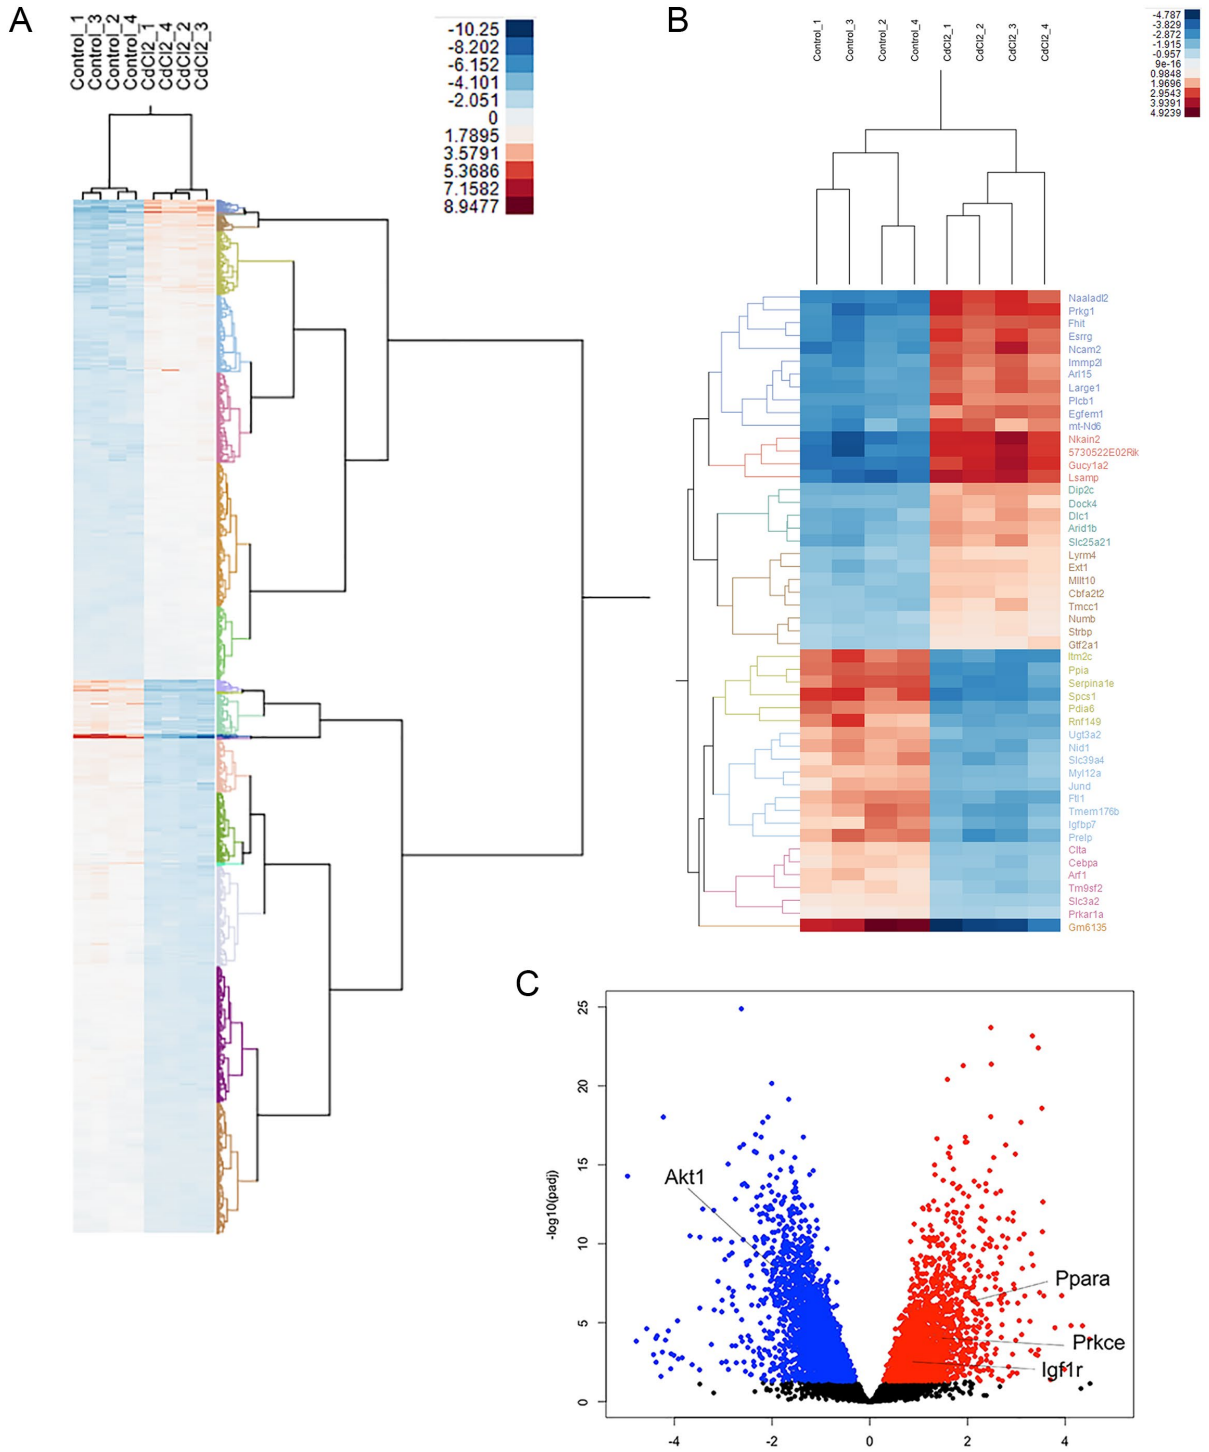 A
Control_1
Control_3
Control_2
Control_4
CdCl2_1
CdCl2_4
CdCl2_2
CdCl2_3
-10.25
-8.202
-6.152
-4.101
-2.051
0
1.7895
3.5791
5.3686
7.1582
8.9477
B
Control_1
Control_3
Control_2
Control_4
CdCl2_1
CdCl2_2
CdCl2_3
CdCl2_4
-4.787
-3.829
-2.872
-1.915
-0.957
9e-16
0.9848
1.9696
2.9543
3.9391
4.9239
Naaladl2
Prkg1
Fhit
Esrrg
Ncam2
Immp2l
Arl15
Large1
Plcb1
Egfem1
mt-Nd6
Nkain2
5730522E02Rik
Gucy1a2
Lsamp
Dip2c
Dock4
Dlc1
Arid1b
Slc25a21
Lyrm4
Ext1
Mllt10
Cbfa2t2
Tmcc1
Numb
Strbp
Gtf2a1
Itm2c
Ppia
Serpina1e
Spcs1
Pdia6
Rnf149
Ugt3a2
Nid1
Slc39a4
Myl12a
Jund
Ftl1
Tmem176b
Igfbp7
Prelp
Clta
Cebpa
Arf1
Tm9sf2
Slc3a2
Prkar1a
Gm6135
C
-log10(padj)
25
20
15
10
5
0
Akt1
Ppara
Prkce
Igf1r
-4
-2
0
2
4